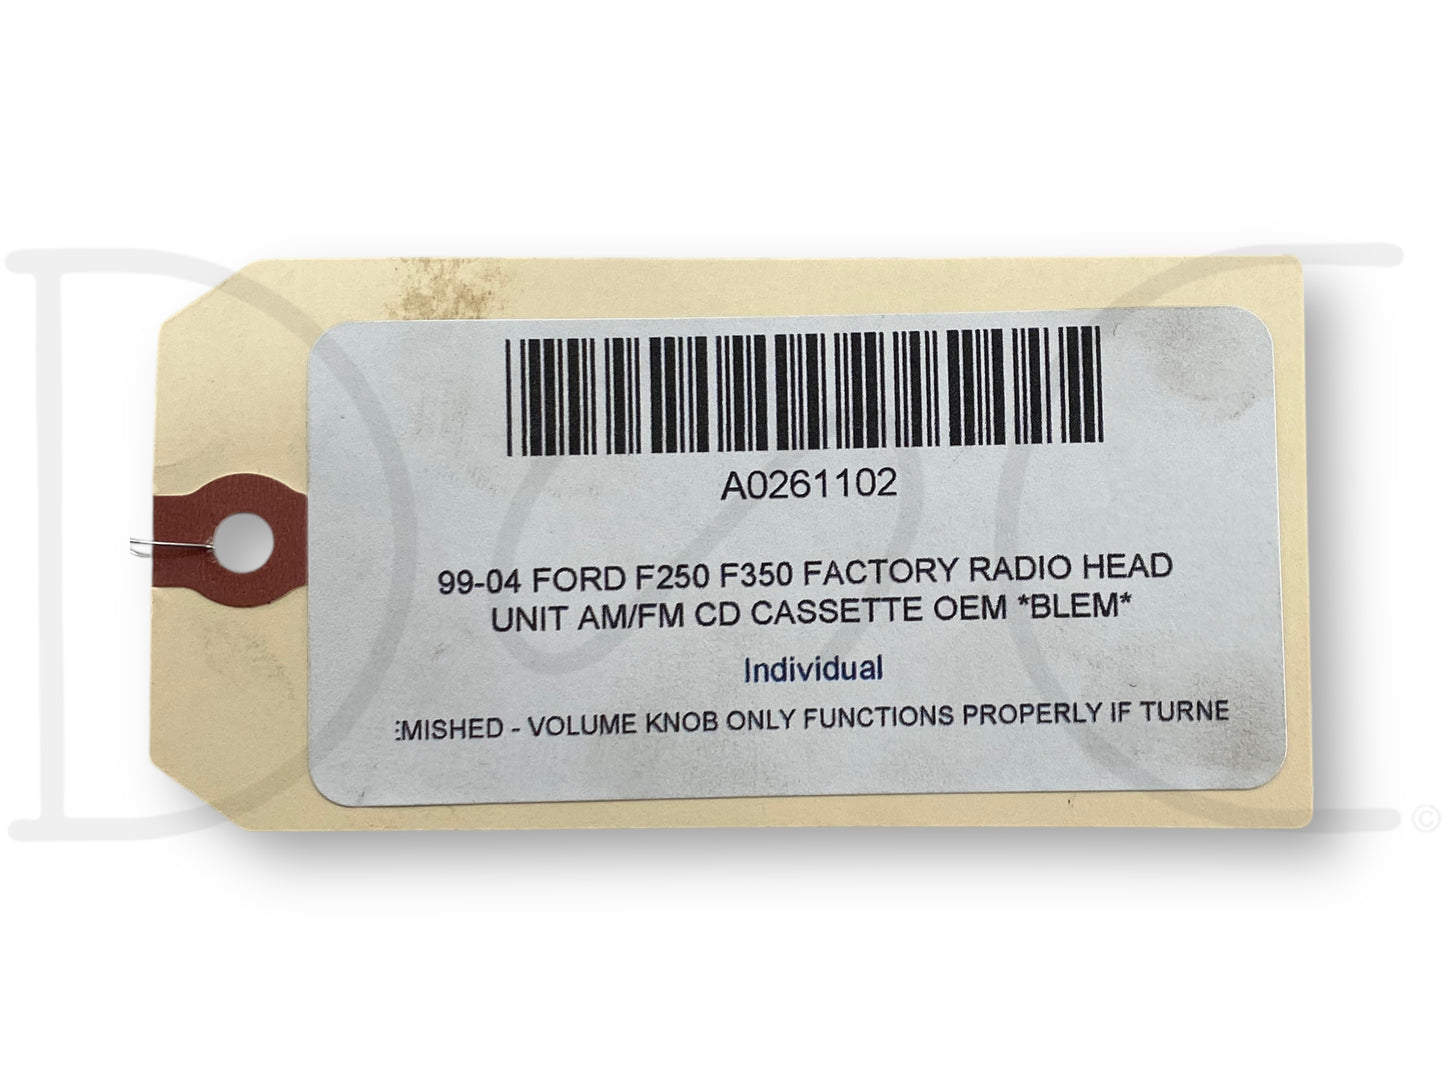 A0261102
99-04 FORD F250 F350 FACTORY RADIO HEAD
UNIT AM/FM CD CASSETTE OEM *BLEM*
Individual
EMISHED - VOLUME KNOB ONLY FUNCTIONS PROPERLY IF TURNE
D C ©